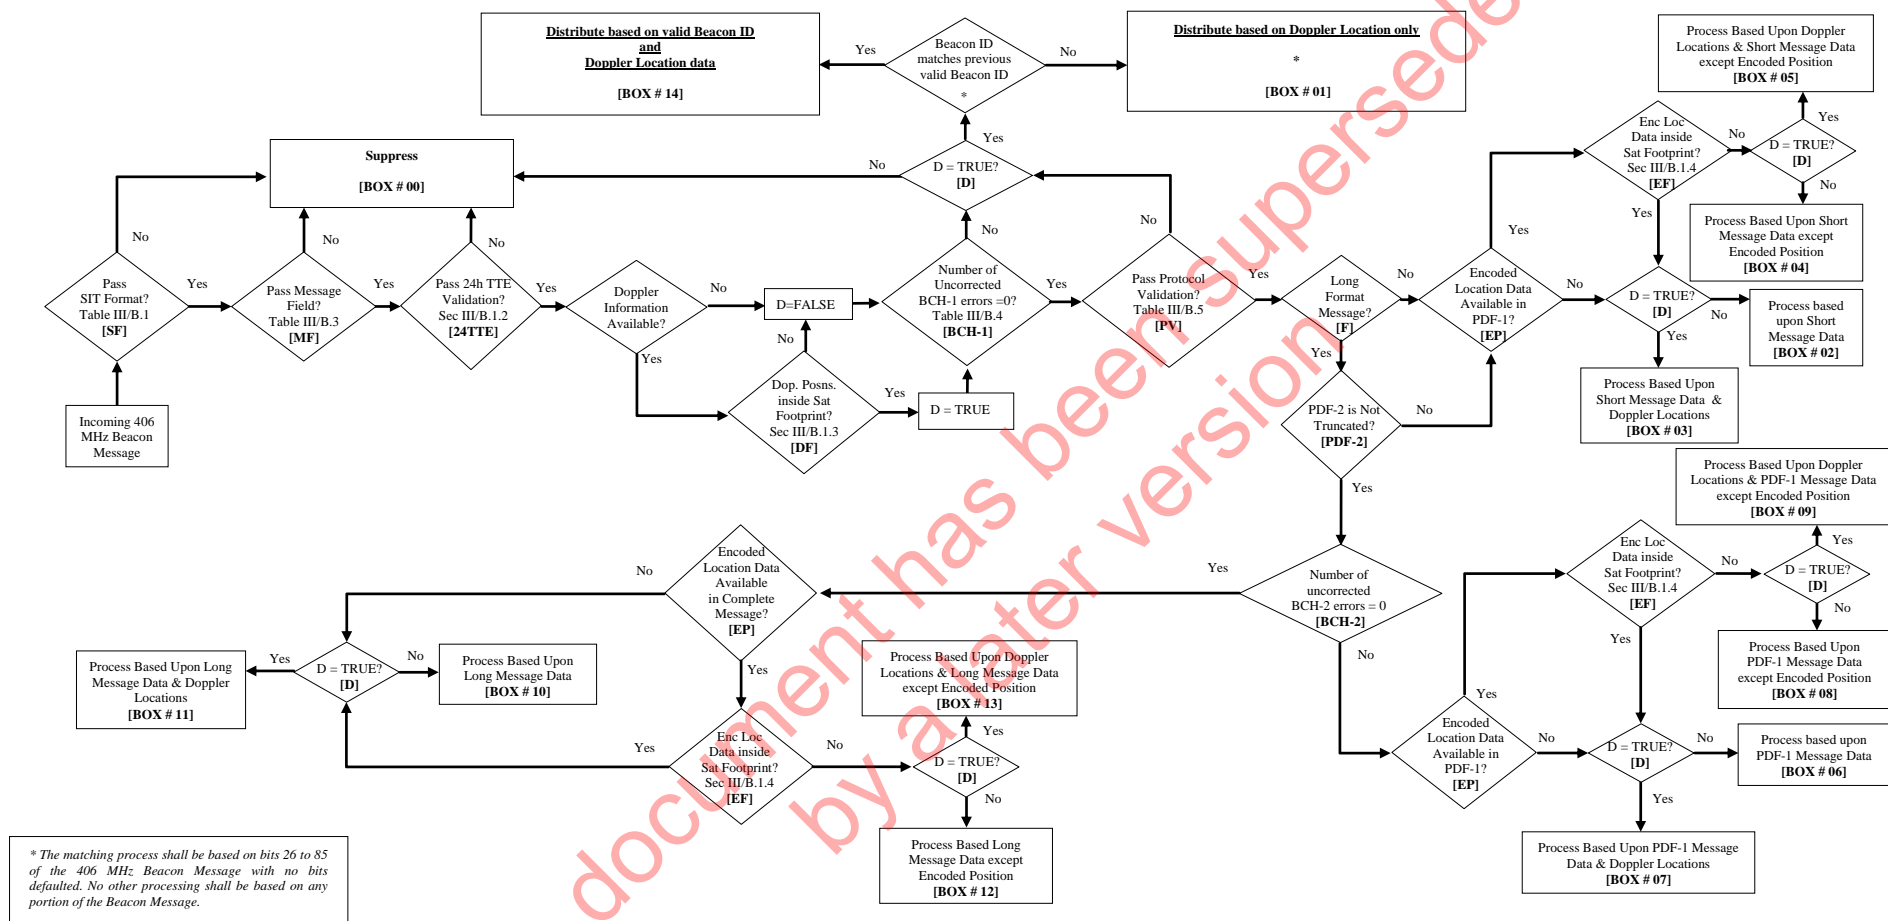 Distribute based on valid Beacon ID
and
Doppler Location data
[BOX # 14]
Yes
Beacon ID
matches previous
valid Beacon ID
*
No
Distribute based on Doppler Location only
*
[BOX # 01]
Process Based Upon Doppler
Locations & Short Message Data
except Encoded Position
[BOX # 05]
Yes
Enc Loc
Data inside
Sat Footprint?
Sec III/B.1.4
[EF]
No
D = TRUE?
[D]
No
Yes
Process Based Upon Short
Message Data except
Encoded Position
[BOX # 04]
Suppress
[BOX # 00]
No
Yes
D = TRUE?
[D]
No
No
No
No
No
Yes
Pass
SIT Format?
Table III/B.1
[SF]
Yes
Pass Message
Field?
Table III/B.3
[MF]
Yes
Pass 24h TTE
Validation?
Sec III/B.1.2
[24TTE]
Yes
Doppler
Information
Available?
No
Yes
D=FALSE
No
Number of
Uncorrected
BCH-1 errors =0?
Table III/B.4
[BCH-1]
Yes
Pass Protocol
Validation?
Table III/B.5
[PV]
Yes
Long
Format
Message?
[F]
No
Yes
Encoded
Location Data
Available in
PDF-1?
[EP]
No
D = TRUE?
[D]
No
Yes
Process based
upon Short
Message Data
[BOX # 02]
Incoming 406
MHz Beacon
Message
Dop. Posns.
inside Sat
Footprint?
Sec III/B.1.3
[DF]
Yes
D = TRUE
PDF-2 is Not
Truncated?
[PDF-2]
No
Yes
Process Based Upon
Short Message Data &
Doppler Locations
[BOX # 03]
Process Based Upon Doppler
Locations & PDF-1 Message Data
except Encoded Position
[BOX # 09]
Yes
Enc Loc
Data inside
Sat Footprint?
Sec III/B.1.4
[EF]
No
D = TRUE?
[D]
No
Yes
Process Based Upon
PDF-1 Message Data
except Encoded Position
[BOX # 08]
Encoded
Location Data
Available
in Complete
Message?
[EP]
No
Yes
Yes
Number of
uncorrected
BCH-2 errors = 0
[BCH-2]
No
Process Based Upon Long
Message Data & Doppler
Locations
[BOX # 11]
Yes
D = TRUE?
[D]
No
Process Based Upon
Long Message Data
[BOX # 10]
Process Based Upon Doppler
Locations & Long Message Data
except Encoded Position
[BOX # 13]
Yes
Yes
Enc Loc
Data inside
Sat Footprint?
Sec III/B.1.4
[EF]
No
D = TRUE?
[D]
No
Process Based Long
Message Data except
Encoded Position
[BOX # 12]
Yes
Encoded
Location Data
Available in
PDF-1?
[EP]
No
D = TRUE?
[D]
No
Yes
Process based upon
PDF-1 Message Data
[BOX # 06]
Process Based Upon PDF-1 Message
Data & Doppler Locations
[BOX # 07]
* The matching process shall be based on bits 26 to 85
of the 406 MHz Beacon Message with no bits
defaulted. No other processing shall be based on any
portion of the Beacon Message.
document has been supersede
by a later version